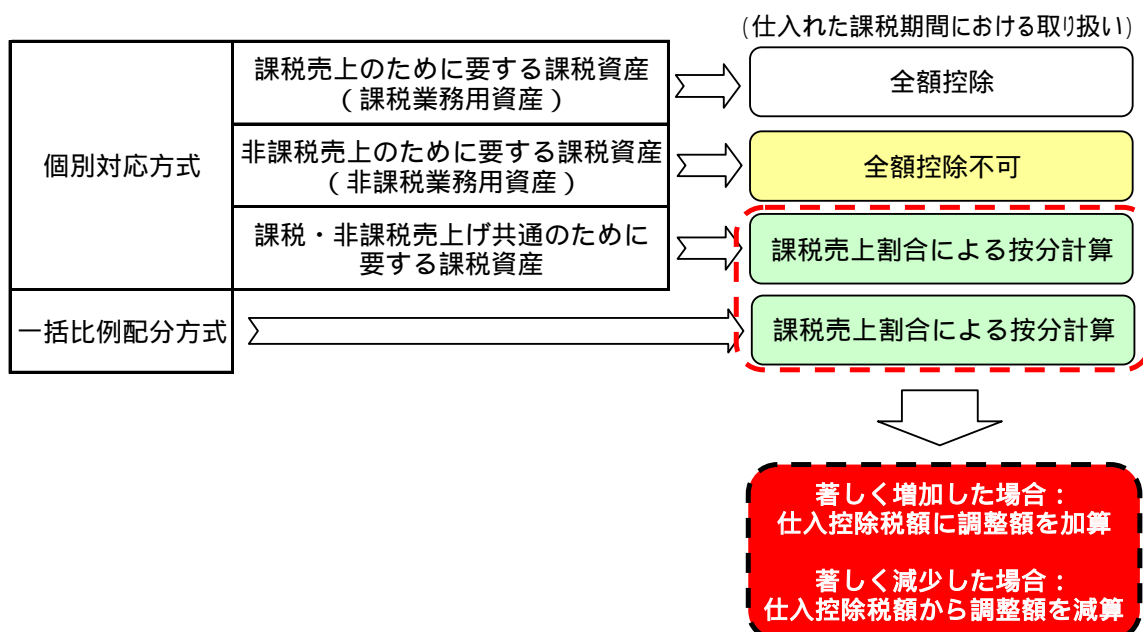 (仕入れた課税期間における取り扱い)
課税売上のために要する課税資産
(課税業務用資産)
全額控除
個別対応方式
非課税売上のために要する課税資産
(非課税業務用資産)
全額控除不可
課税・非課税売上げ共通のために
要する課税資産
課税売上割合による按分計算
一括比例配分方式
課税売上割合による按分計算
著しく増加した場合:
仕入控除税額に調整額を加算
著しく減少した場合:
仕入控除税額から調整額を減算